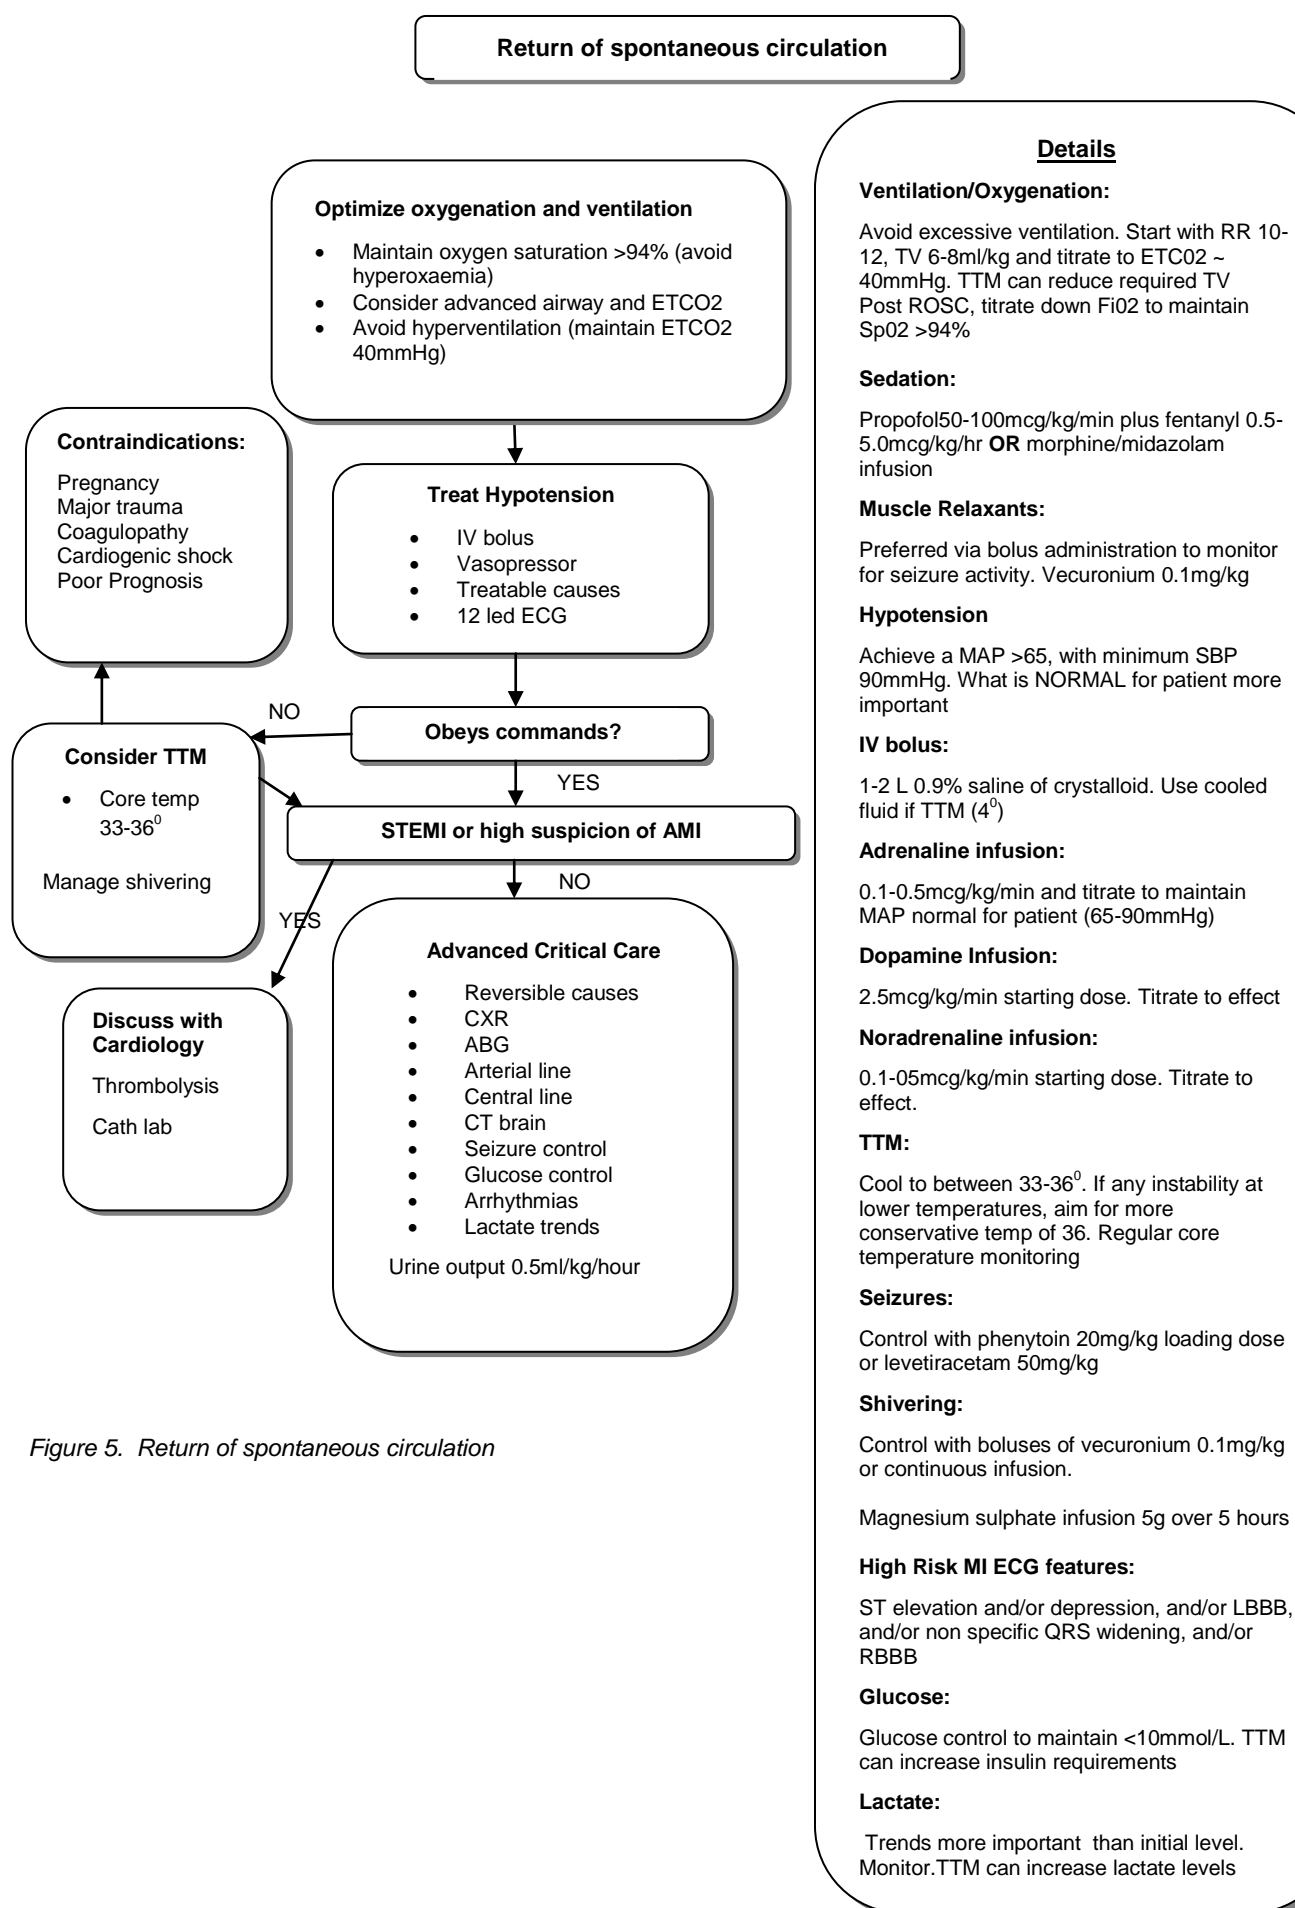 Return of spontaneous circulation
Optimize oxygenation and ventilation
• Maintain oxygen saturation >94% (avoid
hyperoxaemia)
• Consider advanced airway and ETCO2
• Avoid hyperventilation (maintain ETCO2
40mmHg)
Contraindications:
Pregnancy
Major trauma
Coagulopathy
Cardiogenic shock
Poor Prognosis
Treat Hypotension
• IV bolus
• Vasopressor
• Treatable causes
• 12 led ECG
NO
Obeys commands?
Consider TTM
• Core temp
33-36⁰
Manage shivering
YES
STEMI or high suspicion of AMI
NO
YES
Discuss with
Cardiology
Thrombolysis
Cath lab
Advanced Critical Care
• Reversible causes
• CXR
• ABG
• Arterial line
• Central line
• CT brain
• Seizure control
• Glucose control
• Arrhythmias
• Lactate trends
Urine output 0.5ml/kg/hour
Figure 5. Return of spontaneous circulation
Details
Ventilation/Oxygenation:
Avoid excessive ventilation. Start with RR 10-
12, TV 6-8ml/kg and titrate to ETC02 ~
40mmHg. TTM can reduce required TV
Post ROSC, titrate down Fi02 to maintain
Sp02 >94%
Sedation:
Propofol50-100mcg/kg/min plus fentanyl 0.5-
5.0mcg/kg/hr OR morphine/midazolam
infusion
Muscle Relaxants:
Preferred via bolus administration to monitor
for seizure activity. Vecuronium 0.1mg/kg
Hypotension
Achieve a MAP >65, with minimum SBP
90mmHg. What is NORMAL for patient more
important
IV bolus:
1-2 L 0.9% saline of crystalloid. Use cooled
fluid if TTM (4⁰)
Adrenaline infusion:
0.1-0.5mcg/kg/min and titrate to maintain
MAP normal for patient (65-90mmHg)
Dopamine Infusion:
2.5mcg/kg/min starting dose. Titrate to effect
Noradrenaline infusion:
0.1-05mcg/kg/min starting dose. Titrate to
effect.
TTM:
Cool to between 33-36⁰. If any instability at
lower temperatures, aim for more
conservative temp of 36. Regular core
temperature monitoring
Seizures:
Control with phenytoin 20mg/kg loading dose
or levetiracetam 50mg/kg
Shivering:
Control with boluses of vecuronium 0.1mg/kg
or continuous infusion.
Magnesium sulphate infusion 5g over 5 hours
High Risk MI ECG features:
ST elevation and/or depression, and/or LBBB,
and/or non specific QRS widening, and/or
RBBB
Glucose:
Glucose control to maintain <10mmol/L. TTM
can increase insulin requirements
Lactate:
Trends more important than initial level.
Monitor.TTM can increase lactate levels